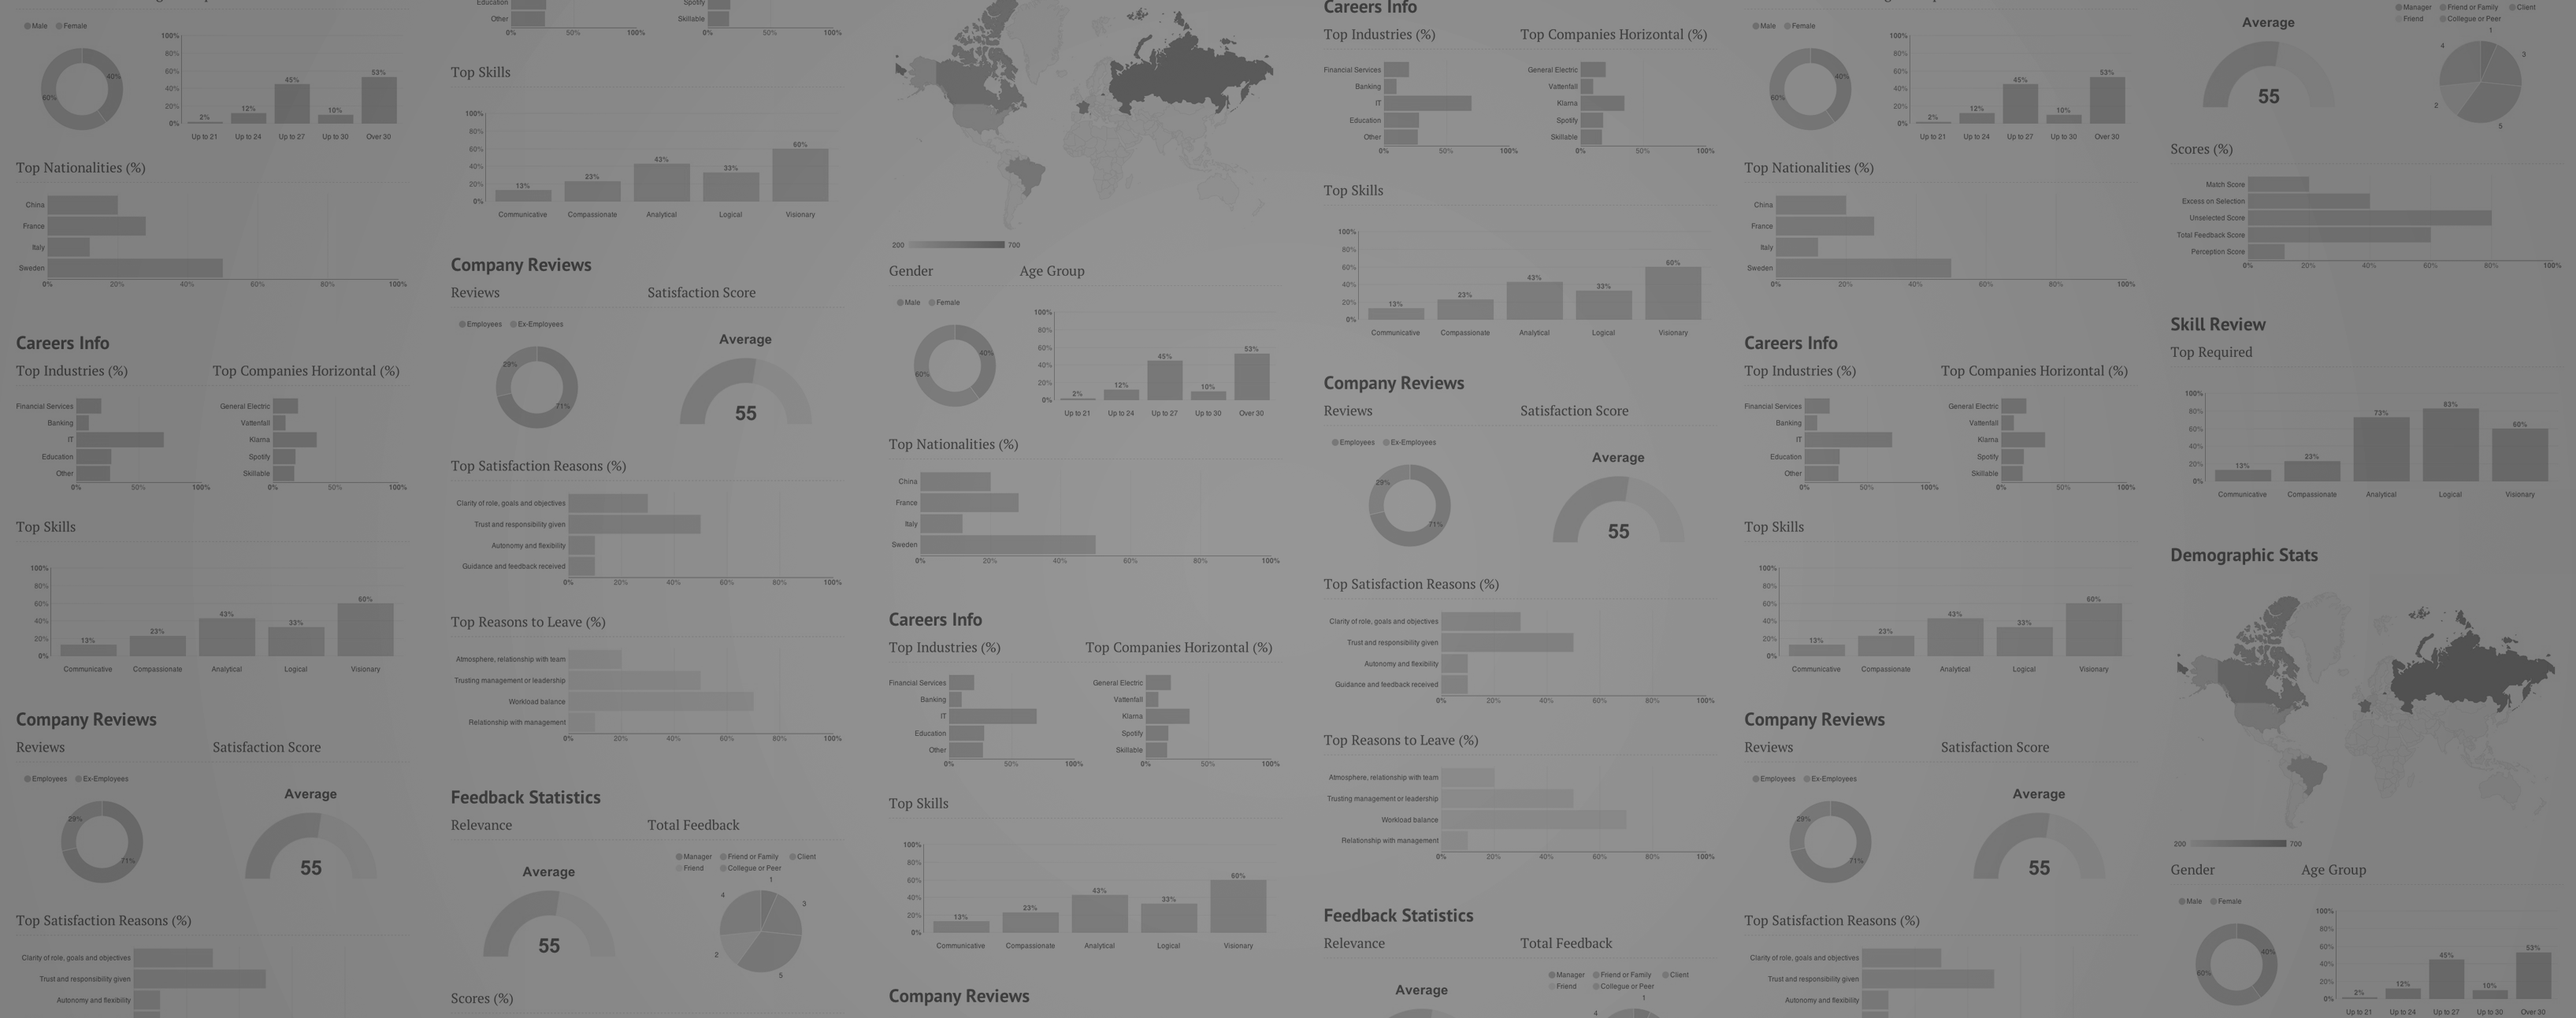 Male Female
40%
60%
100%
80%
60%
40%
20%
0%
2%
12%
45%
10%
53%
Up to 21 Up to 24 Up to 27 Up to 30 Over 30
Top Nationalities (%)
China
France
Italy
Sweden
0% 20% 40% 60% 80% 100%
Careers Info
Top Industries (%) Top Companies Horizontal (%)
Financial Services General Electric
Banking Vattenfall
IT Klarna
Education Spotify
Other Skillable
0% 50% 100% 0% 50% 100%
Top Skills
100%
80%
60%
40%
20%
0%
13% 23% 43% 33% 60%
Communicative Compassionate Analytical Logical Visionary
Company Reviews
Reviews Satisfaction Score
Employees Ex-Employees
29%
71%
Average
55
Top Satisfaction Reasons (%)
Clarity of role, goals and objectives
Trust and responsibility given
Autonomy and flexibility
Education Spotify
Other Skillable
0% 50% 100% 0% 50% 100%
Top Skills
100%
80%
60%
40%
20%
0%
13% 23% 43% 33% 60%
Communicative Compassionate Analytical Logical Visionary
Company Reviews
Reviews Satisfaction Score
Employees Ex-Employees
29%
71%
Average
55
Top Satisfaction Reasons (%)
Clarity of role, goals and objectives
Trust and responsibility given
Autonomy and flexibility
Guidance and feedback received
0% 20% 40% 60% 80% 100%
Top Reasons to Leave (%)
Atmosphere, relationship with team
Trusting management or leadership
Workload balance
Relationship with management
0% 20% 40% 60% 80% 100%
Feedback Statistics
Relevance Total Feedback
Average
55
Manager Friend or Family Client
Friend Collegue or Peer
1
4 3
2
5
Scores (%)
200 700
Gender Age Group
Male Female
40%
60%
100%
80%
60%
40%
20%
0%
2% 12% 45% 10% 53%
Up to 21 Up to 24 Up to 27 Up to 30 Over 30
Top Nationalities (%)
China
France
Italy
Sweden
0% 20% 40% 60% 80% 100%
Careers Info
Top Industries (%) Top Companies Horizontal (%)
Financial Services General Electric
Banking Vattenfall
IT Klarna
Education Spotify
Other Skillable
0% 50% 100% 0% 50% 100%
Top Skills
100%
80%
60%
40%
20%
0%
13% 23% 43% 33% 60%
Communicative Compassionate Analytical Logical Visionary
Company Reviews
Careers Info
Top Industries (%) Top Companies Horizontal (%)
Financial Services General Electric
Banking Vattenfall
IT Klarna
Education Spotify
Other Skillable
0% 50% 100% 0% 50% 100%
Top Skills
100%
80%
60%
40%
20%
0%
13% 23% 43% 33% 60%
Communicative Compassionate Analytical Logical Visionary
Company Reviews
Reviews Satisfaction Score
Employees Ex-Employees
29%
71%
Average
55
Top Satisfaction Reasons (%)
Clarity of role, goals and objectives
Trust and responsibility given
Autonomy and flexibility
Guidance and feedback received
0% 20% 40% 60% 80% 100%
Top Reasons to Leave (%)
Atmosphere, relationship with team
Trusting management or leadership
Workload balance
Relationship with management
0% 20% 40% 60% 80% 100%
Feedback Statistics
Relevance Total Feedback
Manager Friend or Family Client
Friend Collegue or Peer
Average
1
4
Male Female
40%
60%
100%
80%
60%
40%
20%
0%
2% 12% 45% 10% 53%
Up to 21 Up to 24 Up to 27 Up to 30 Over 30
Top Nationalities (%)
China
France
Italy
Sweden
0% 20% 40% 60% 80% 100%
Careers Info
Top Industries (%) Top Companies Horizontal (%)
Financial Services General Electric
Banking Vattenfall
IT Klarna
Education Spotify
Other Skillable
0% 50% 100% 0% 50% 100%
Top Skills
100%
80%
60%
40%
20%
0%
13% 23% 43% 33% 60%
Communicative Compassionate Analytical Logical Visionary
Company Reviews
Reviews Satisfaction Score
Employees Ex-Employees
29%
71%
Average
55
Top Satisfaction Reasons (%)
Clarity of role, goals and objectives
Trust and responsibility given
Autonomy and flexibility
Manager Friend or Family Client
Friend Collegue or Peer
Average
55
1
4 3
2
5
Scores (%)
Match Score
Excess on Selection
Unselected Score
Total Feedback Score
Perception Score
0% 20% 40% 60% 80% 100%
Skill Review
Top Required
100%
80%
60%
40%
20%
0%
13% 23% 73% 83% 60%
Communicative Compassionate Analytical Logical Visionary
Demographic Stats
200 700
Gender Age Group
Male Female
40%
60%
100%
80%
60%
40%
20%
0%
2% 12% 45% 10% 53%
Up to 21 Up to 24 Up to 27 Up to 30 Over 30